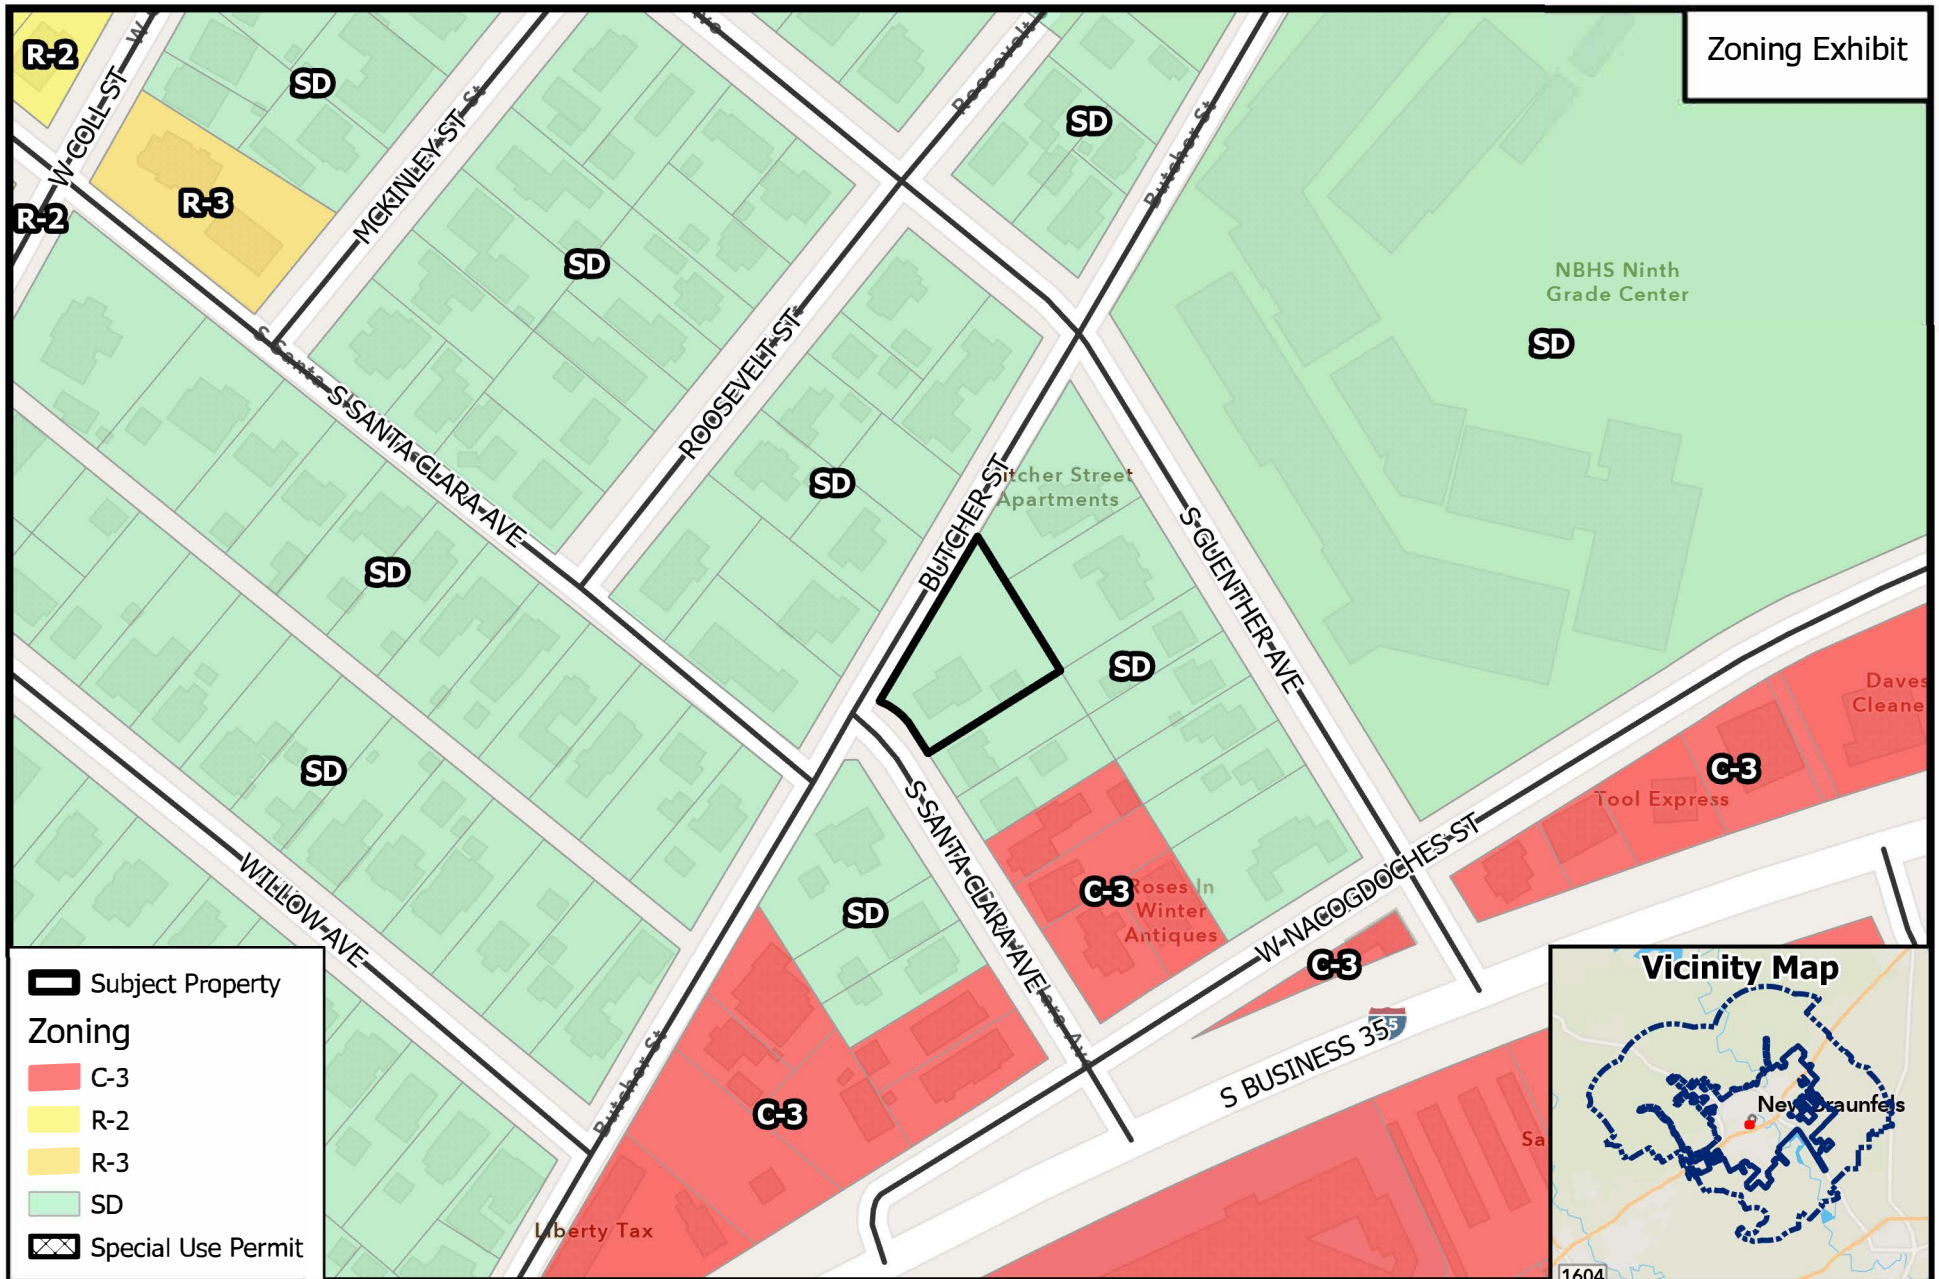 Zoning Exhibit
R-2
SD
W-COLL-ST
MCKINLEY-ST
St
Roosevelt
SD
Butcher St
R-3
R-2
SD
NBHS Ninth
Grade Center
SD
S Santa
S-SANTA-CLARA-AVE
ROOSEVELT-ST
SD
BUTCHER-ST
Apartments
itcher Street
S-GUENTHER-AVE
SD
SD
SD
WILLOW-AVE
S-SANTA-CLARA-AVE
SD
C-3
Roses In
Winter
Antiques
W-NACOGDOCHES-ST
C-3
Tool Express
C-3
Daves
Cleane
C-3
Butcher St
Liberty Tax
S BUSINESS 35
Sa
Subject Property
Zoning
C-3
R-2
R-3
SD
Special Use Permit
Vicinity Map
New Braunfels
1604